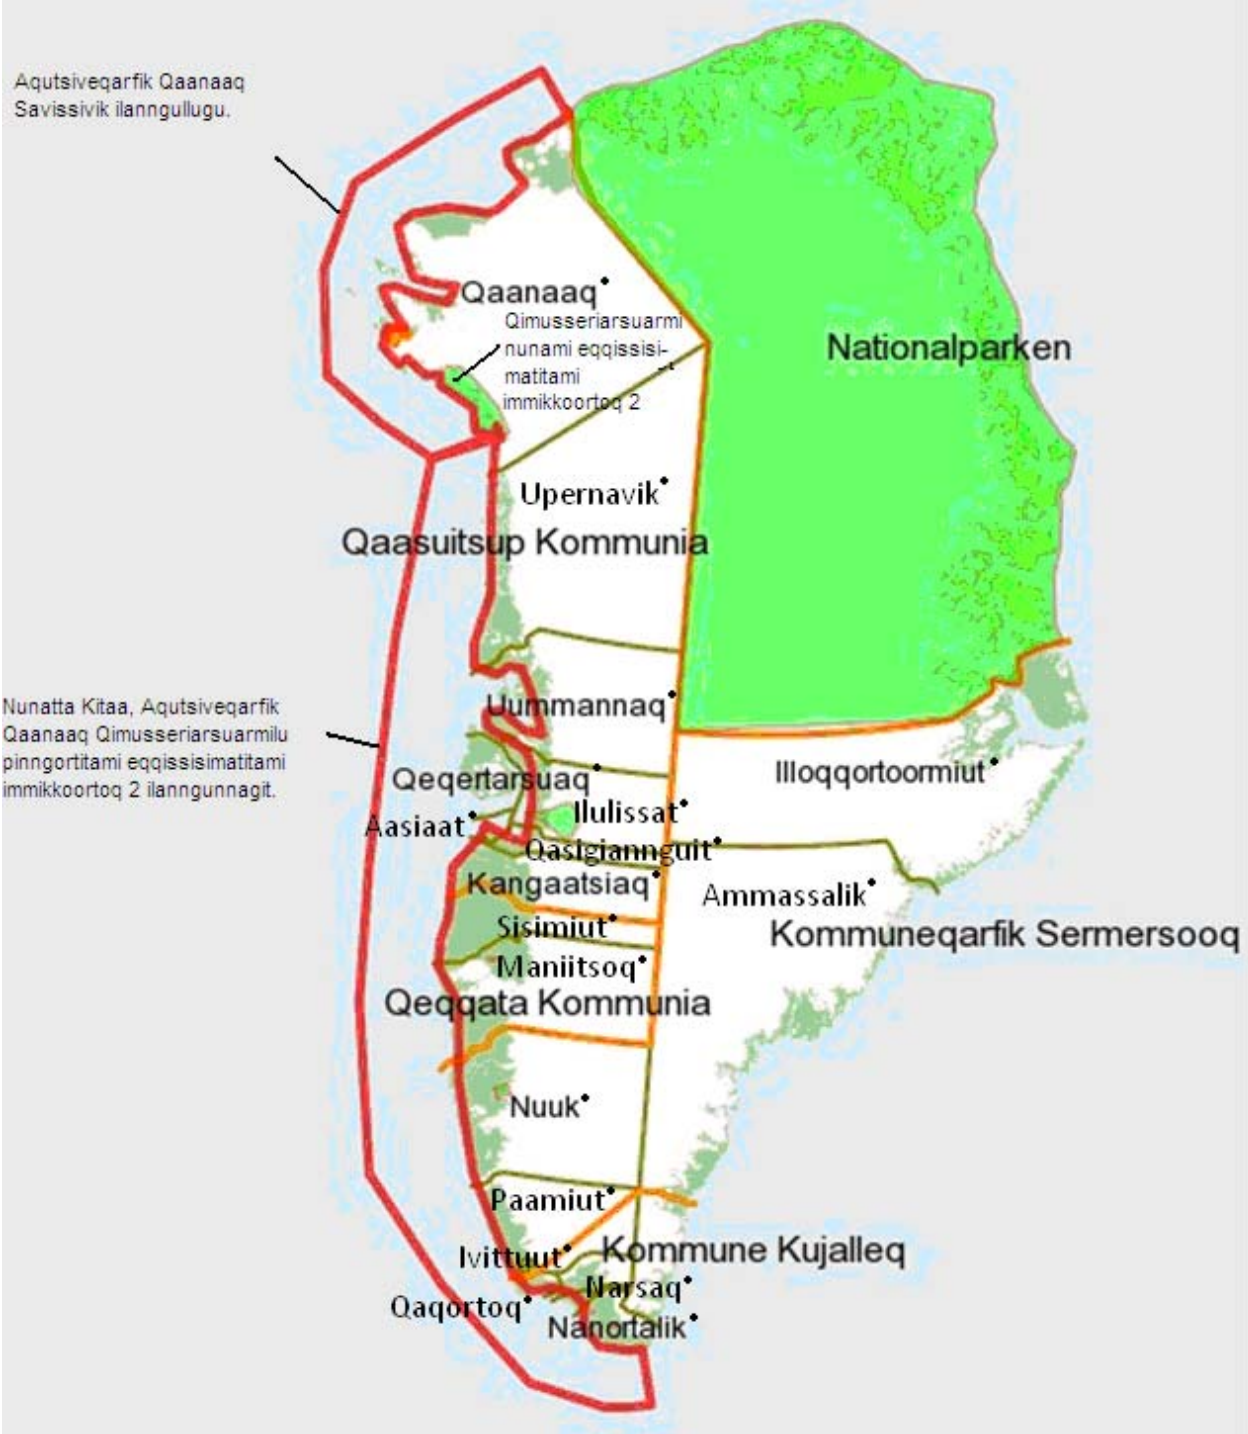 Aqutsiveqarfik Qaanaaq
Savissivik ilanngullugu.
Qaanaaq
Qimusseriarsuarmi
nunami eqqissisi-
matitami
immikkoortoq 2
Nationalparken
Upernavik
Qaasuitsup Kommunia
Nunatta Kitaa, Aqutsiveqarfik
Qaanaaq Qimusseriarsuarmilu
pinngortitami eqqissisimatitami
immikkoortoq 2 ilanngunnagit.
Uummannaq
Qeqertarsuaq
Illoqqortoormiut
Ilulissat
Aasiaat
Qasigiannguit
Kangaatsiaq
Ammassalik
Sisimiut
Kommuneqarfik Sermersooq
Maniitsoq
Qeqqata Kommunia
Nuuk
Paamiut
Ivittuut
Kommune Kujalleq
Narsaq
Qaqortoq
Nanortalik